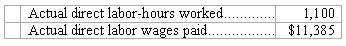 Actual direct labor-hours worked.............. 1,100
Actual direct labor wages paid................. $11,385